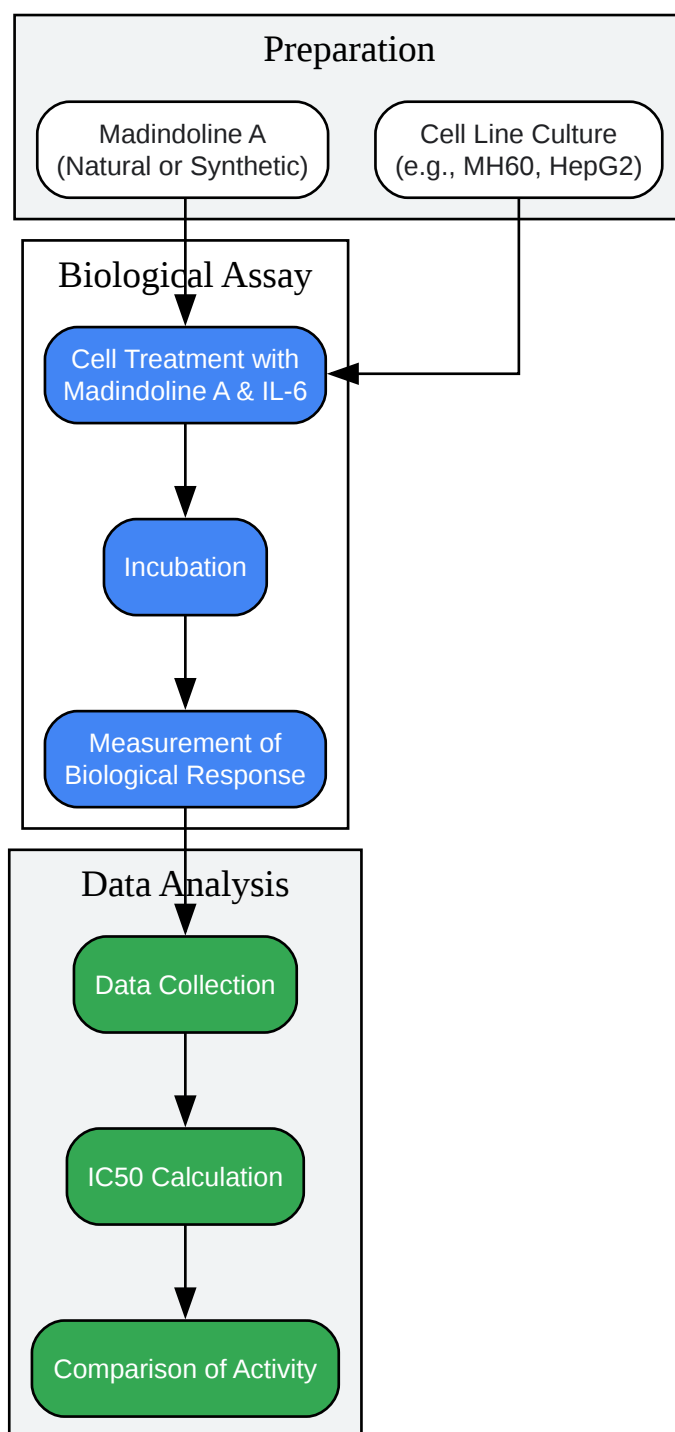 Preparation
Madindoline A
(Natural or Synthetic)
Cell Line Culture
(e.g., MH60, HepG2)
Biological Assay
Cell Treatment with
Madindoline A & IL-6
Incubation
Measurement of
Biological Response
Data Analysis
Data Collection
IC50 Calculation
Comparison of Activity